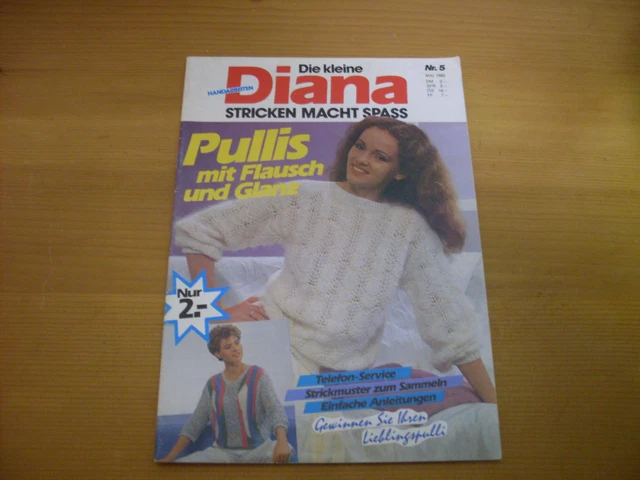 Die kleine
Nr. 5
HANDARBEITEN
Diana
STRICKEN MACHT SPASS
Pullis
mit Flausch
und Glanz
Nur
2.-
Telefon-Service
Strickmuster zum Sammeln
Einfache Anleitungen
Gewinnen Sie Ihren
Lieblingspulli